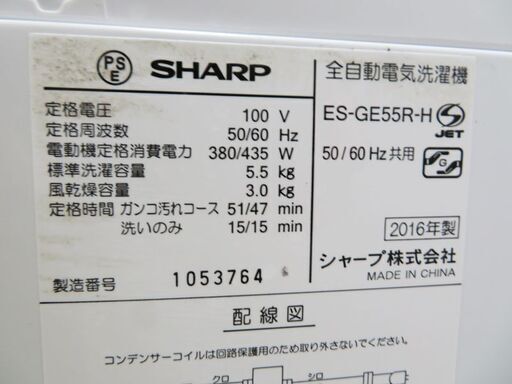 PS
E
SHARP
全自動電気洗濯機
定格電圧 100 V
定格周波数 50/60 Hz
電動機定格消費電力 380/435 W
標準洗濯容量 5.5 kg
風乾燥容量 3.0 kg
定格時間 ガンコ汚れコース 51/47 min
洗いのみ 15/15 min
製造番号 1053764
ES-GE55R-H
JET
50/60Hz共用
G
2016年製
シャープ株式会社
MADE IN CHINA
配線図
コンデンサーコイルは回路保護用のため取り外さないでください。
クロ シロ